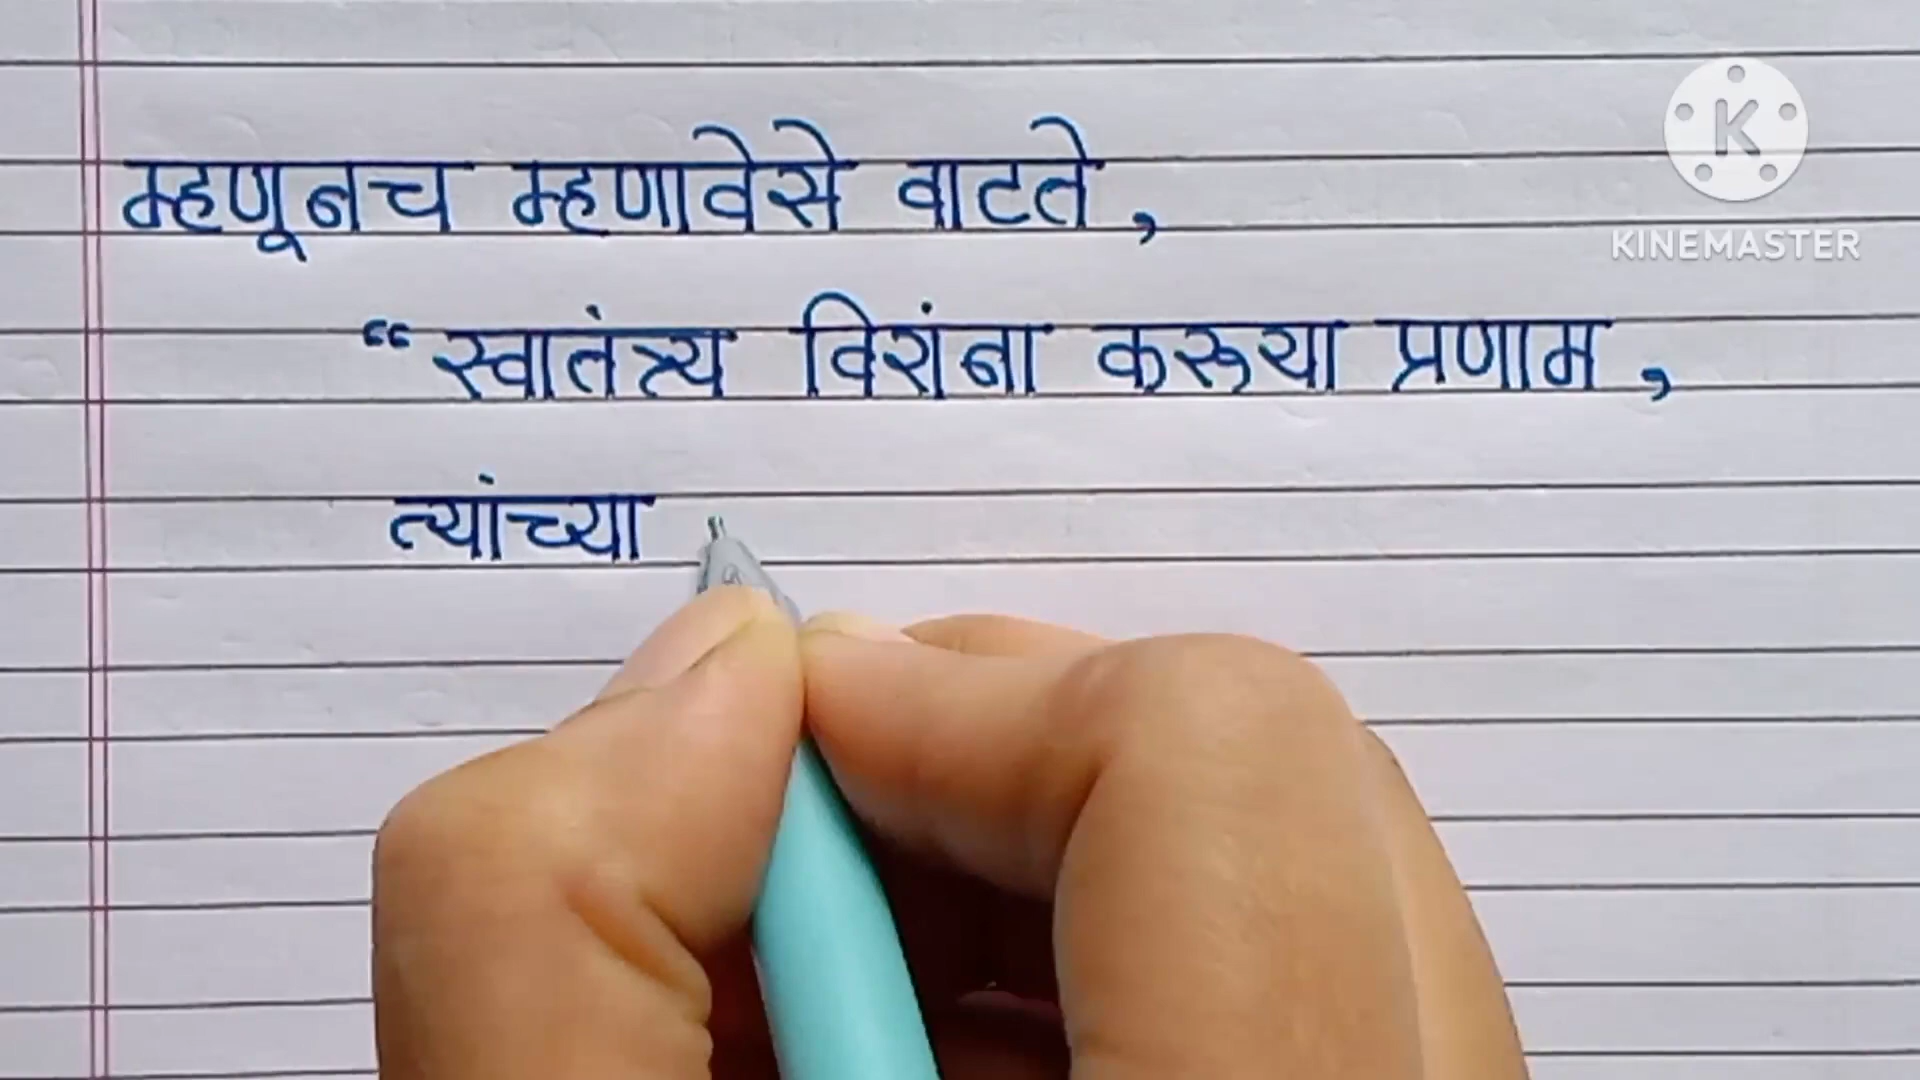 म्हणूनच म्हणावेसे वाटते,
“स्वातंत्र्य विरांना करूया प्रणाम,
त्यांच्या
K
KINEMASTER